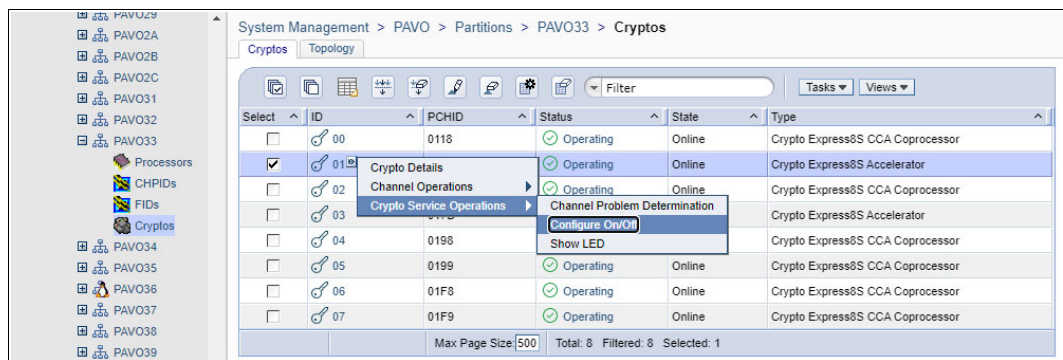 PAVO29
PAVO2A
PAVO2B
PAVO2C
PAVO31
PAVO32
PAVO33
Processors
CHPIDs
FIDs
Cryptos
PAVO34
PAVO35
PAVO36
PAVO37
PAVO38
PAVO39
System Management > PAVO > Partitions > PAVO33 > Cryptos
Cryptos Topology
Filter Tasks Views
Select ID PCHID Status State Type
00 0118 Operating Online Crypto Express8S CCA Coprocessor
01 Operating Online Crypto Express8S Accelerator
02 Operating Online Crypto Express8S CCA Coprocessor
03 Crypto Express8S Accelerator
04 0198 Crypto Express8S CCA Coprocessor
05 0199 Operating Online Crypto Express8S CCA Coprocessor
06 01F8 Operating Online Crypto Express8S CCA Coprocessor
07 01F9 Operating Online Crypto Express8S CCA Coprocessor
Crypto Details
Channel Operations
Crypto Service Operations
Channel Problem Determination
Configure On/Off
Show LED
Max Page Size: 500 Total: 8 Filtered: 8 Selected: 1